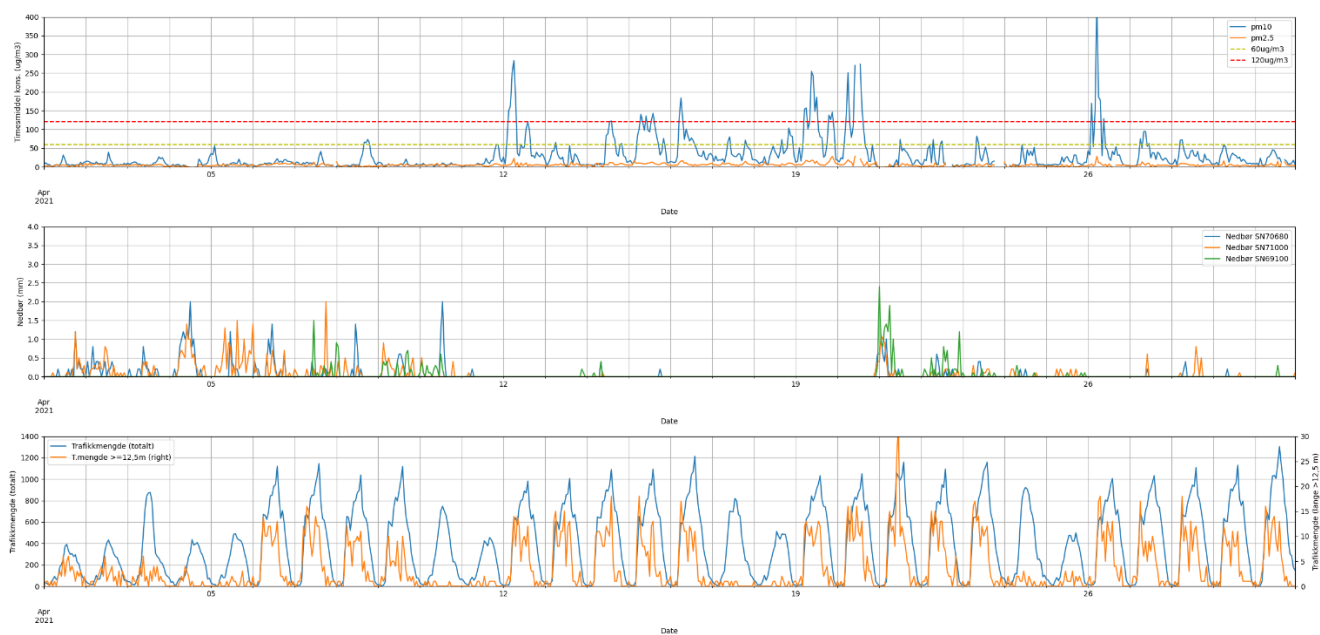 400
350
300
250
200
150
100
50
0
Timesmiddel kons. (ug/m3)
pm10
pm2.5
60ug/m3
120ug/m3
05
12
19
26
Apr
2021
Date
4.0
3.5
3.0
2.5
2.0
1.5
1.0
0.5
0.0
Nedbør (mm)
Nedbør SN70680
Nedbør SN71000
Nedbør SN69100
05
12
19
26
Apr
2021
Date
1400
1200
1000
800
600
400
200
0
Trafikkmengde (totalt)
Trafikkmengde (totalt)
T.mengde >=12,5m (right)
30
25
20
15
10
5
0
Trafikkmengde (lange >12,5 m)
05
12
19
26
Apr
2021
Date